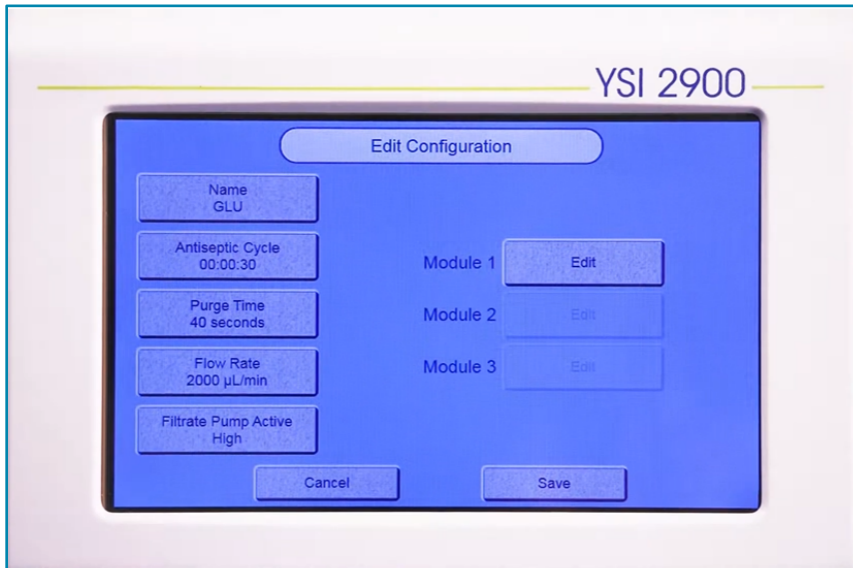 YSI 2900
Edit Configuration
Name
GLU
Antiseptic Cycle
00:00:30
Purge Time
40 seconds
Flow Rate
2000 µL/min
Filtrate Pump Active
High
Module 1
Edit
Module 2
Edit
Module 3
Edit
Cancel
Save